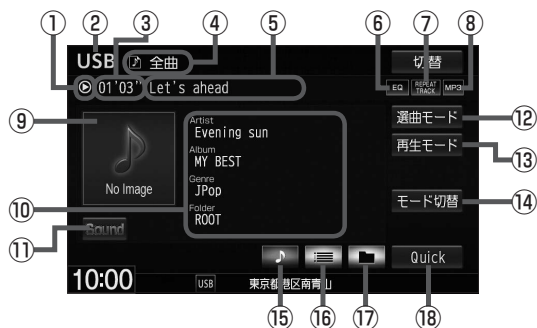 ① ② ③ ④ ⑤ ⑥ ⑦ ⑧
USB 全曲 切替
01'03" Let's ahead EQ REPEAT TRACK MP3
⑨ ⑫
選曲モード
Artist
Evening sun
再生モード
⑬
Album
MY BEST
No Image
Genre
JPop
モード切替 ⑭
⑩
Folder
ROOT
⑪ Sound
Quick
10:00 USB 東京都港区南青山
⑮ ⑯ ⑰ ⑱